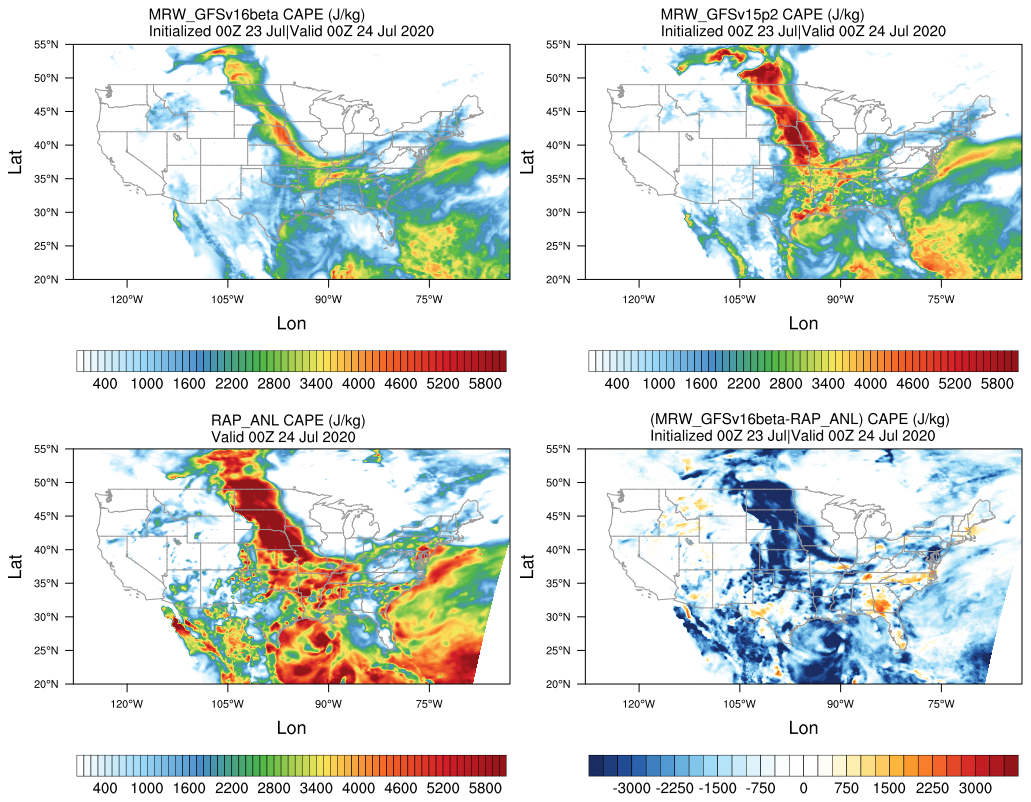 MRW_GFSv16beta CAPE (J/kg)
Initialized 00Z 23 Jul|Valid 00Z 24 Jul 2020
55°N
50°N
45°N
40°N
35°N
30°N
25°N
20°N
Lat
120°W 105°W 90°W 75°W
Lon
400 1000 1600 2200 2800 3400 4000 4600 5200 5800
MRW_GFSv15p2 CAPE (J/kg)
Initialized 00Z 23 Jul|Valid 00Z 24 Jul 2020
55°N
50°N
45°N
40°N
35°N
30°N
25°N
20°N
Lat
120°W 105°W 90°W 75°W
Lon
400 1000 1600 2200 2800 3400 4000 4600 5200 5800
RAP_ANL CAPE (J/kg)
Valid 00Z 24 Jul 2020
55°N
50°N
45°N
40°N
35°N
30°N
25°N
20°N
Lat
120°W 105°W 90°W 75°W
Lon
400 1000 1600 2200 2800 3400 4000 4600 5200 5800
(MRW_GFSv16beta-RAP_ANL) CAPE (J/kg)
Initialized 00Z 23 Jul|Valid 00Z 24 Jul 2020
55°N
50°N
45°N
40°N
35°N
30°N
25°N
20°N
Lat
120°W 105°W 90°W 75°W
Lon
-3000 -2250 -1500 -750 0 750 1500 2250 3000